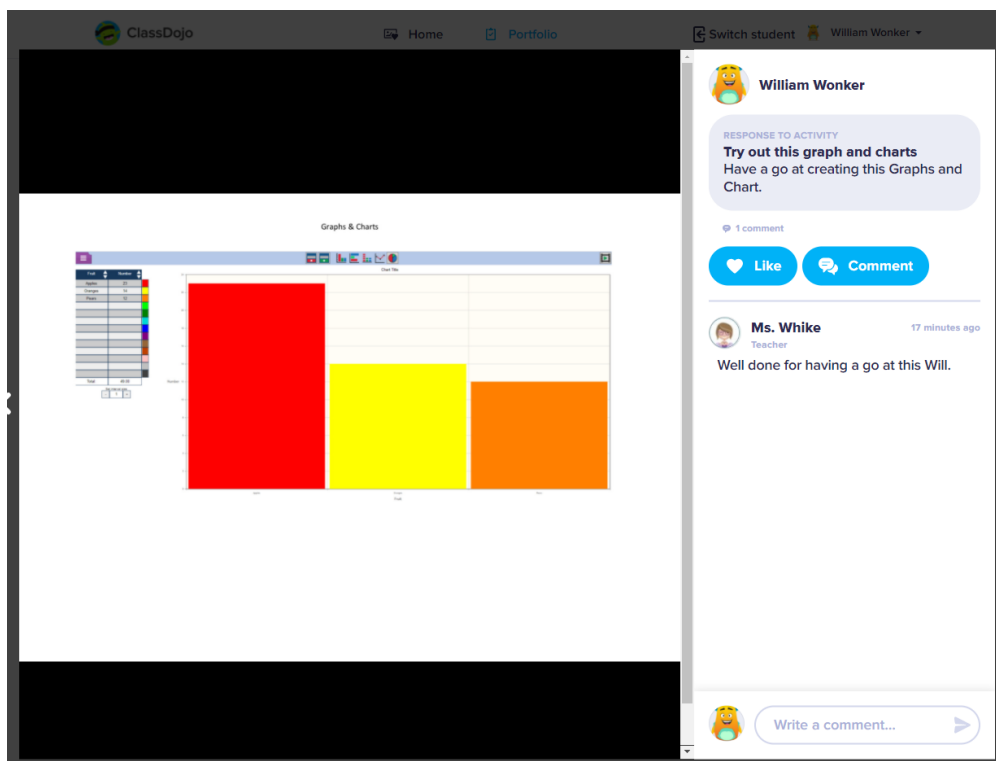 ClassDojo
Home
Portfolio
Switch student
William Wonker
Graphs & Charts
Chart Title
Fruit Number
Apples
Oranges
Pears
Total
Number
Fruit
William Wonker
RESPONSE TO ACTIVITY
Try out this graph and charts
Have a go at creating this Graphs and
Chart.
1 comment
Like
Comment
Ms. Whike
17 minutes ago
Teacher
Well done for having a go at this Will.
Write a comment...